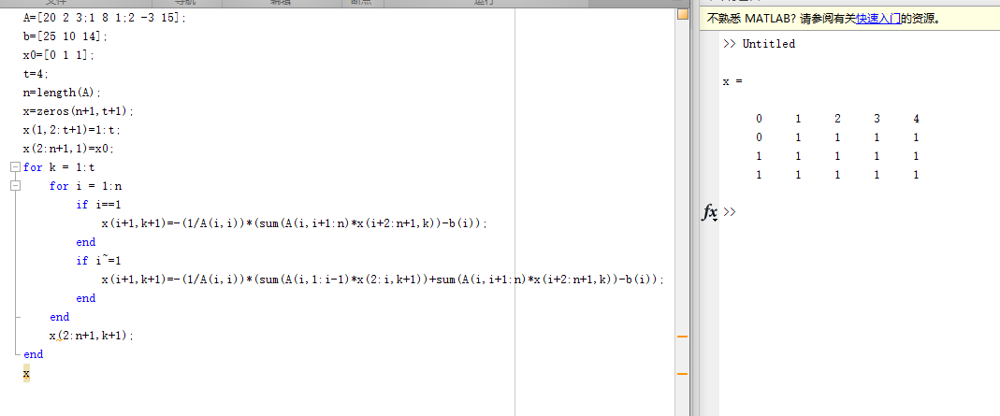 A=[20 2 3;1 8 1;2 -3 15];
b=[25 10 14];
x0=[0 1 1];
t=4;
n=length(A);
x=zeros(n+1,t+1);
x(1,2:t+1)=1:t;
x(2:n+1,1)=x0;
for k = 1:t
for i = 1:n
if i==1
x(i+1,k+1)=-(1/A(i,i))*(sum(A(i,i+1:n)*x(i+2:n+1,k))-b(i));
end
if i~=1
x(i+1,k+1)=-(1/A(i,i))*(sum(A(i,1:i-1)*x(2:i,k+1))+sum(A(i,i+1:n)*x(i+2:n+1,k))-b(i));
end
end
x(2:n+1,k+1);
end
x
不熟悉 MATLAB? 请参阅有关快速入门的资源。
>> Untitled
x =
0 1 2 3 4
0 1 1 1 1
1 1 1 1 1
1 1 1 1 1
fx >>